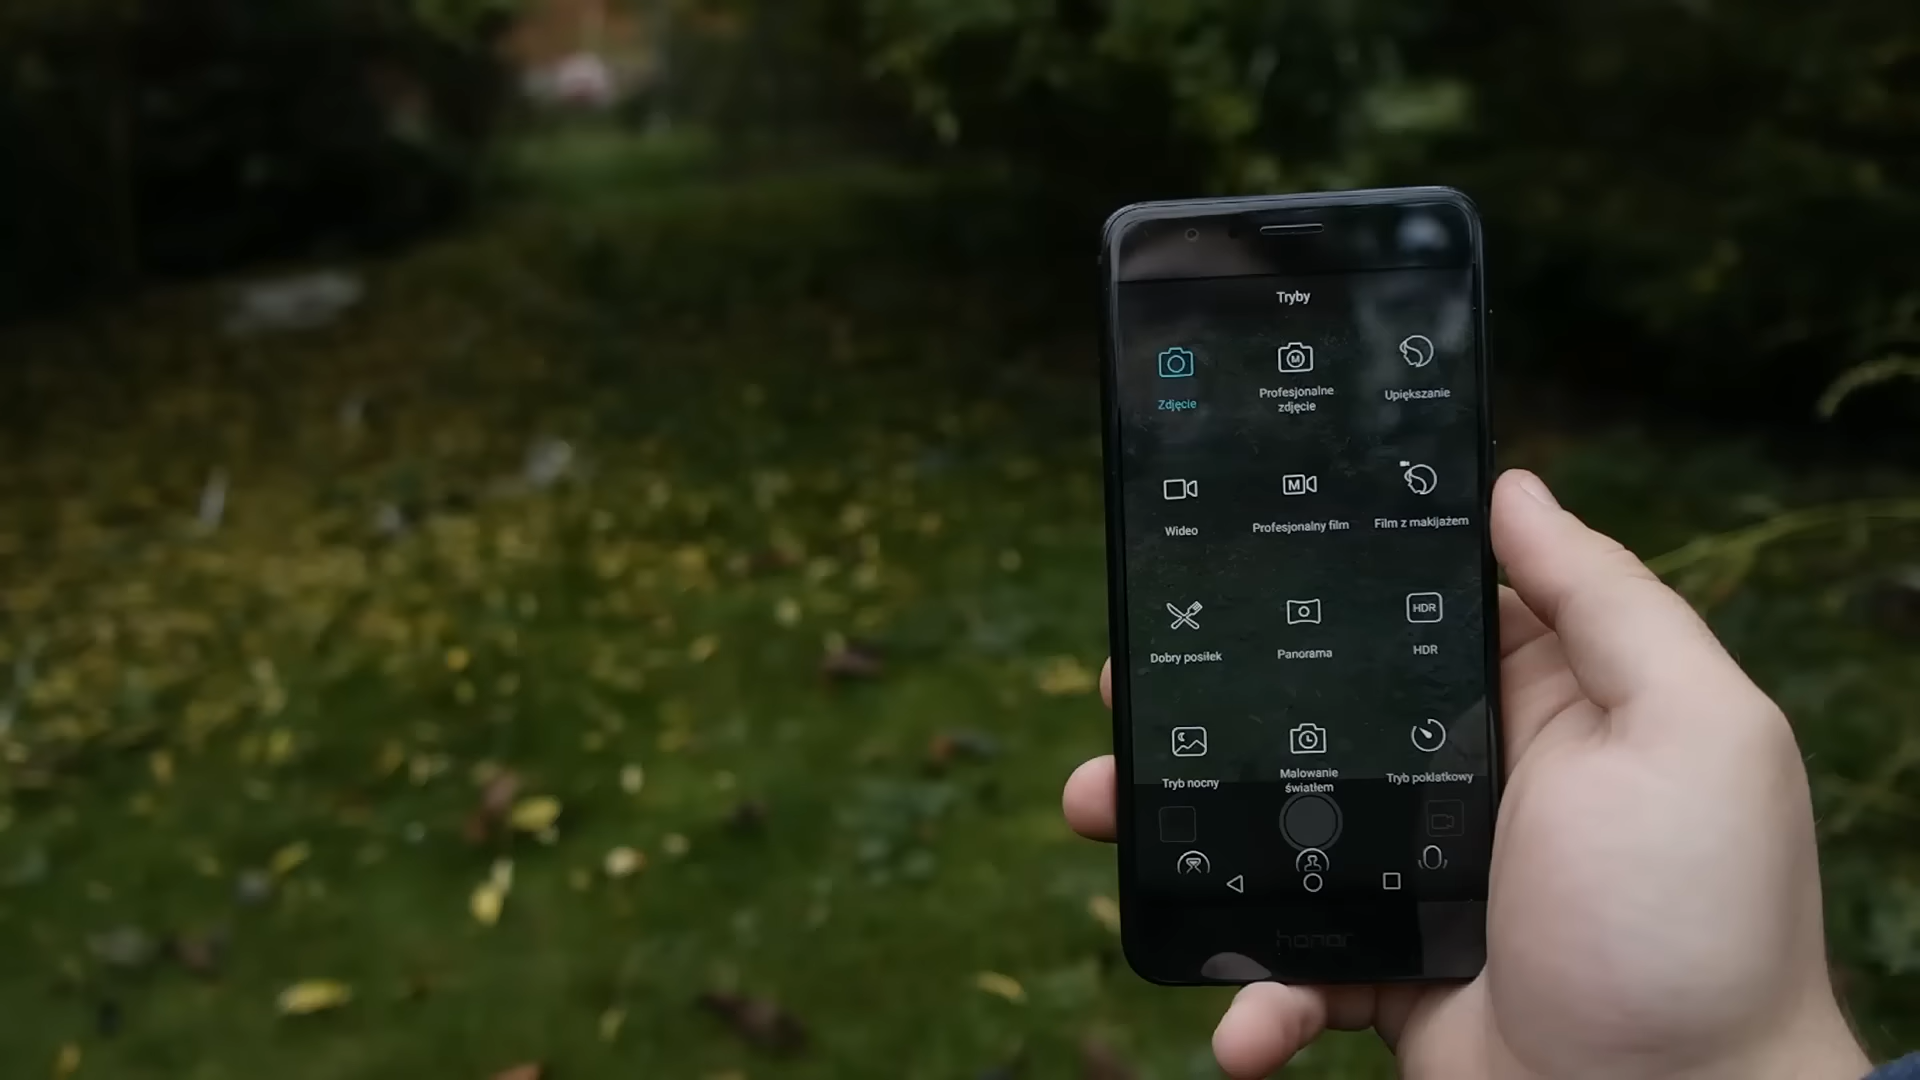 Tryby
Zdjęcie
M
Profesjonalne
zdjęcie
Upiększanie
Wideo
M
Profesjonalny film
Film z makijażem
Dobry posiłek
Panorama
HDR
HDR
Tryb nocny
Malowanie
światłem
Tryb poklatkowy
honor